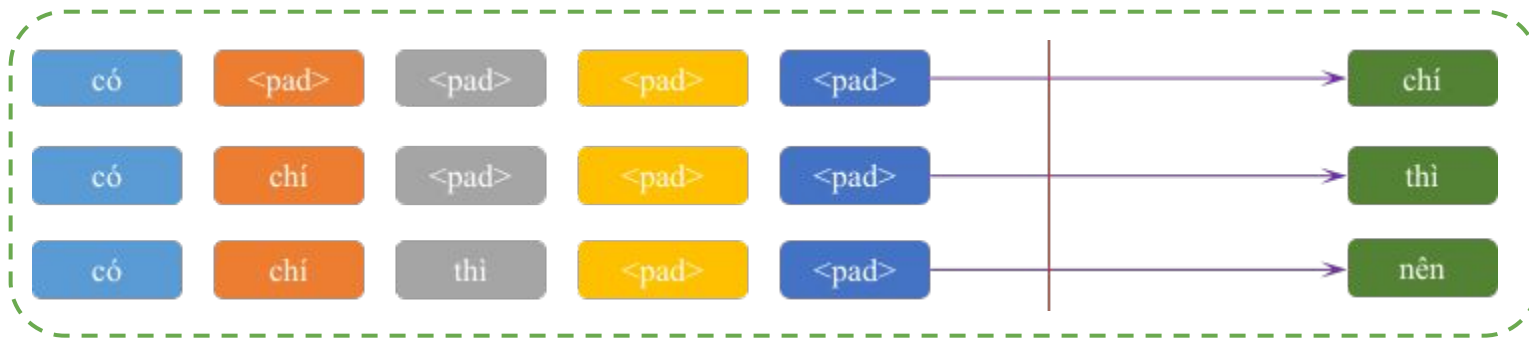 có <pad> <pad> <pad> <pad> chí
có chí <pad> <pad> <pad> thì
có chí thì <pad> <pad> nên